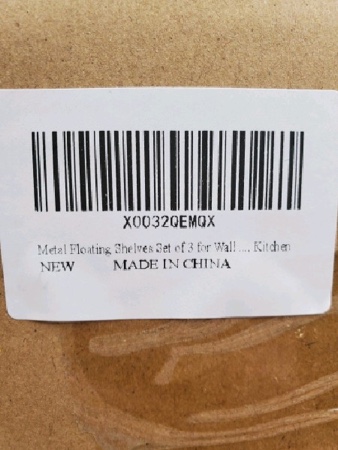 X0032QEMQX
Metal Floating Shelves Set of 3 for Wall .... Kitchen
NEW MADE IN CHINA